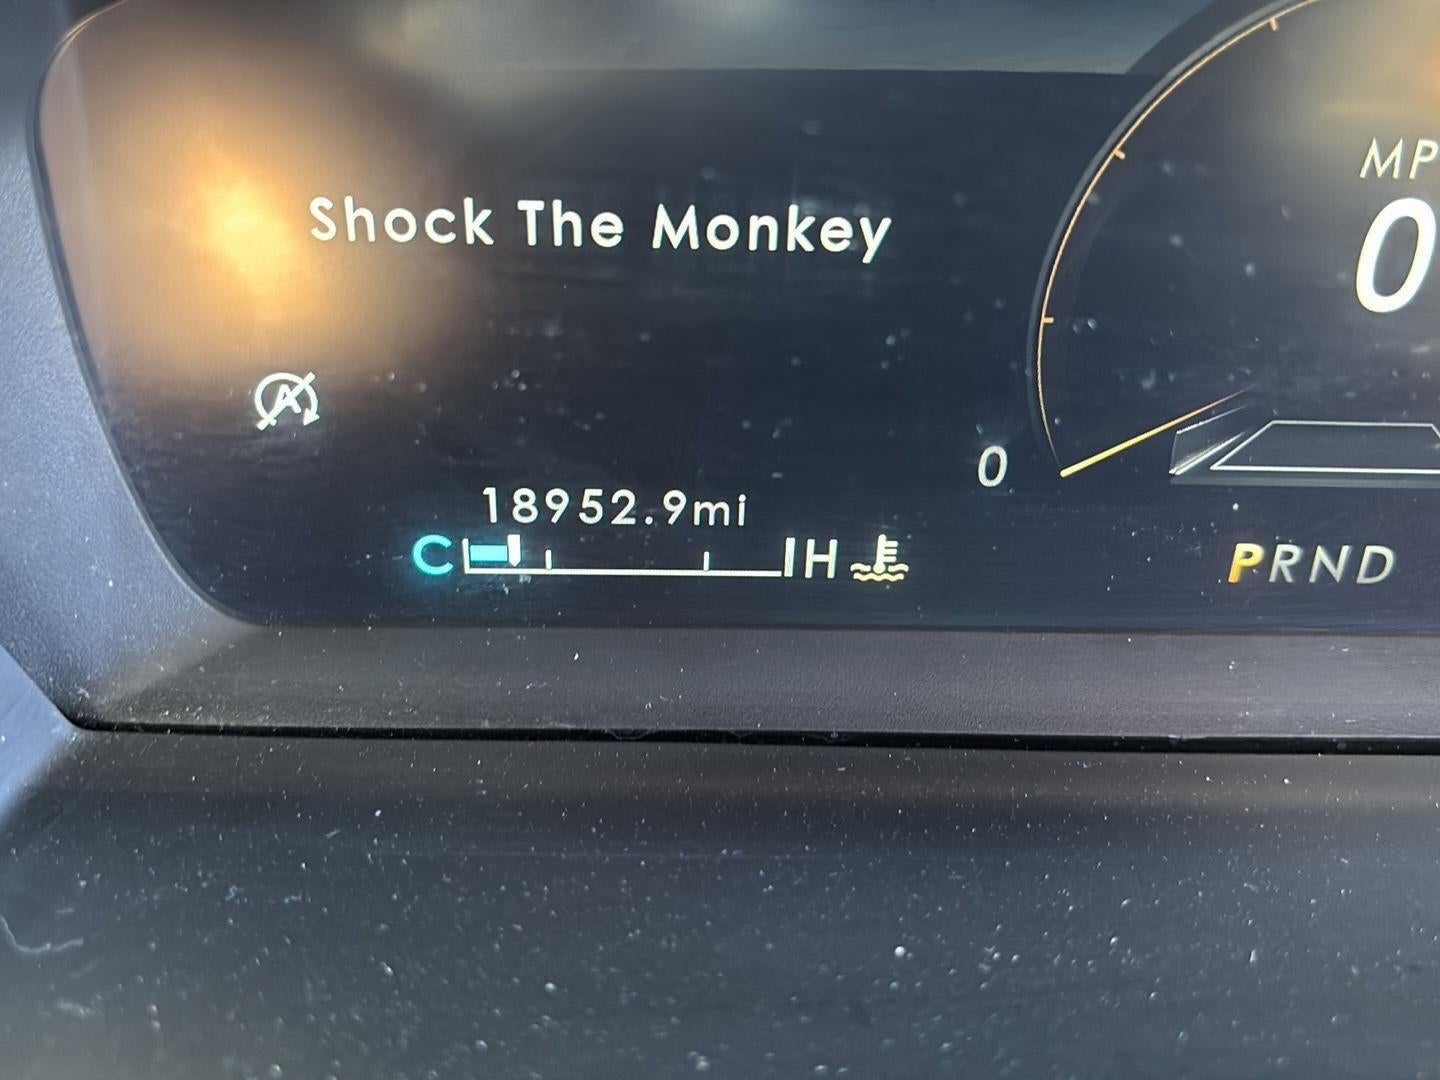 Shock The Monkey
MP
0
A
0
18952.9mi
C H
PRND